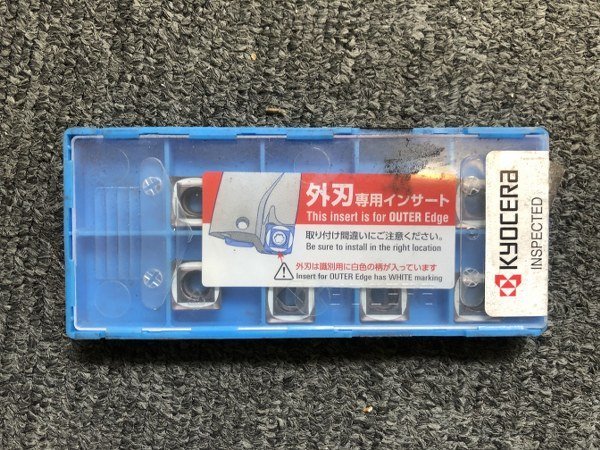 外刃専用インサート
This insert is for OUTER Edge
取り付け間違いにご注意ください。
Be sure to install in the right location
外刃は識別用に白色の柄が入っています
Insert for OUTER Edge has WHITE marking
KYOCERA
INSPECTED